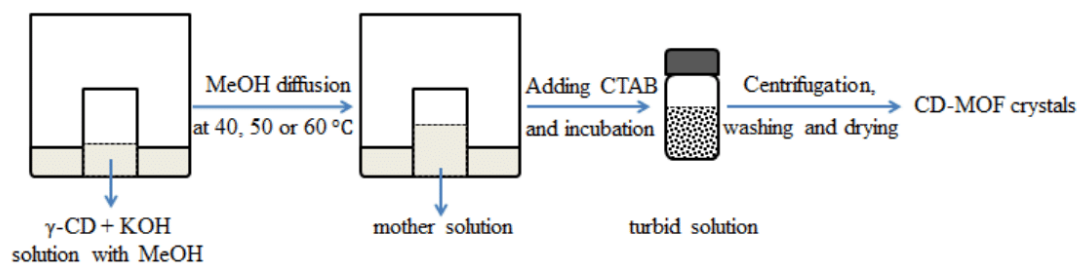 MeOH diffusion
at 40, 50 or 60 °C
Adding CTAB
and incubation
Centrifugation,
washing and drying
CD-MOF crystals
γ-CD + KOH
solution with MeOH
mother solution
turbid solution